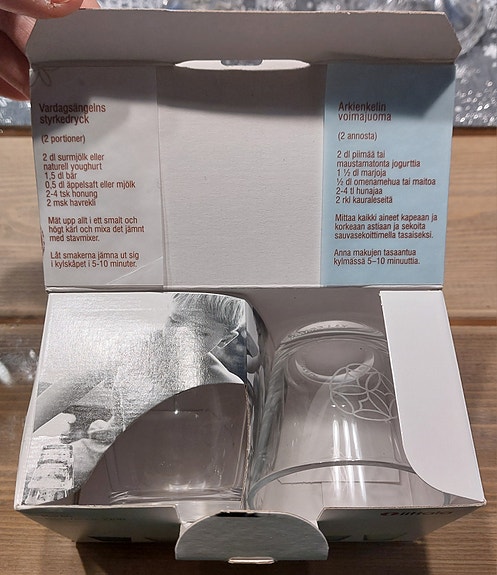 Vardagsängelns
styrkedryck
(2 portioner)
2 dl surmjölk eller
naturell youghurt
1,5 dl bär
0,5 dl äppelsaft eller mjölk
2-4 tsk honung
2 msk havrekli
Mät upp allt i ett smalt och
högt kärl och mixa det jämnt
med stavmixer.
Låt smakerna jämna ut sig
i kylskåpet i 5-10 minuter.
Arkienkelin
voimajuoma
(2 annosta)
2 dl piimää tai
maustamatonta jogurttia
1 ½ dl marjoja
½ dl omenamehua tai maitoa
2-4 tl hunajaa
2 rkl kauraleseitä
Mittaa kaikki aineet kapeaan ja
korkeaan astiaan ja sekoita
sauvasekoittimella tasaiseksi.
Anna makujen tasaantua
kylmässä 5–10 minuuttia.
iittala